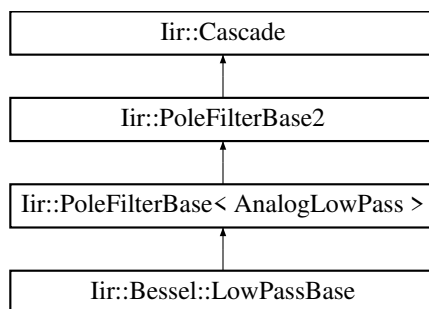 Iir::Cascade
Iir::PoleFilterBase2
Iir::PoleFilterBase< AnalogLowPass >
Iir::Bessel::LowPassBase